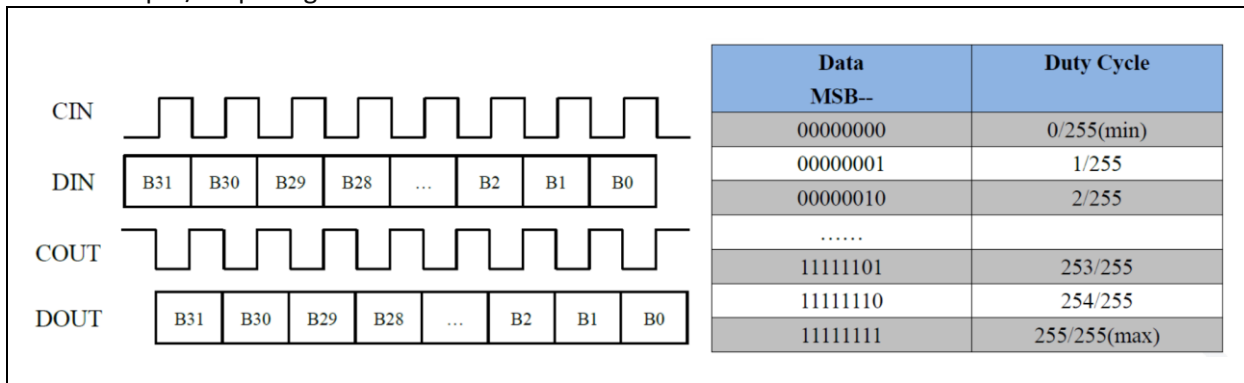 CIN
DIN B31 B30 B29 B28 ... B2 B1 B0
COUT
DOUT B31 B30 B29 B28 ... B2 B1 B0
Data Duty Cycle
MSB--
00000000 0/255(min)
00000001 1/255
00000010 2/255
......
11111101 253/255
11111110 254/255
11111111 255/255(max)